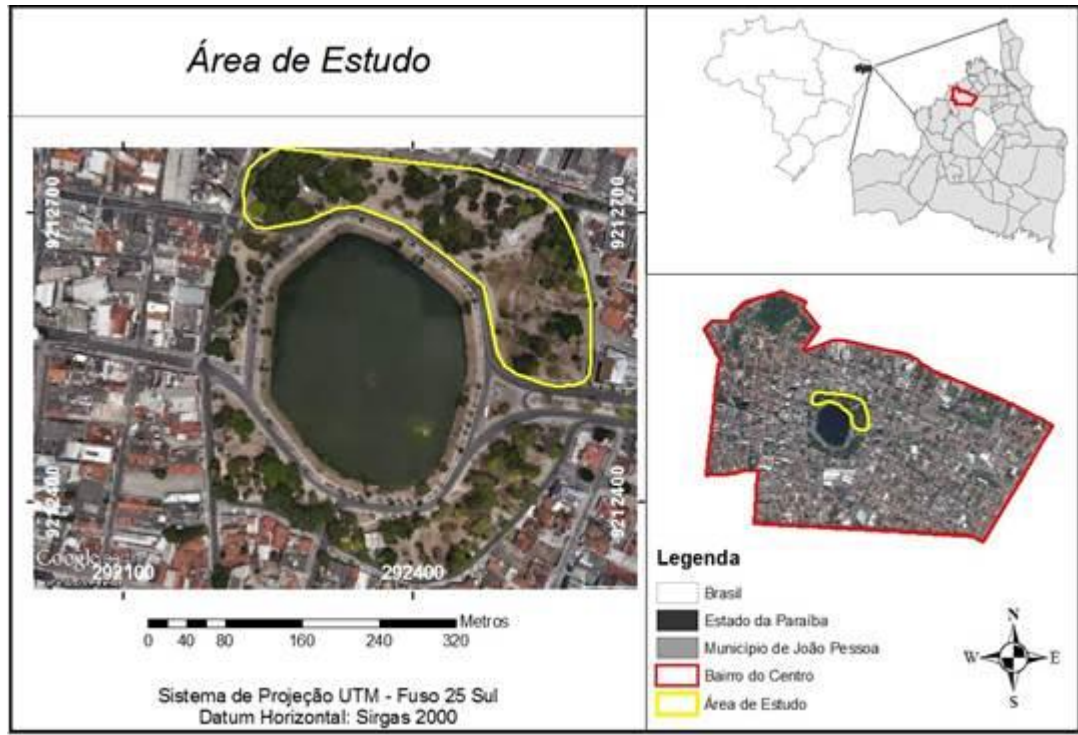 Área de Estudo
9212700
9212700
9212400
9212400
Google
292100
292400
0 40 80 160 240 320
Metros
Sistema de Projeção UTM - Fuso 25 Sul
Datum Horizontal: Sirgas 2000
Legenda
Brasil
Estado da Paraíba
Município de João Pessoa
Bairro do Centro
Área de Estudo
N
W
E
S